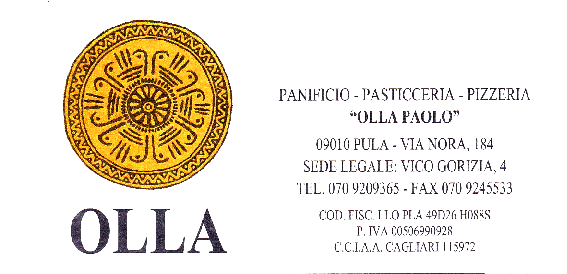 OLLA
PANIFICIO - PASTICCERIA - PIZZERIA
“OLLA PAOLO”
09010 PULA - VIA NORA, 184
SEDE LEGALE: VICO GORIZIA, 4
TEL. 070 9209365 - FAX 070 9245533
COD. FISC. LLO PLA 49D26 H088S
P. IVA 00506990928
C.C.I.A.A. CAGLIARI 115972